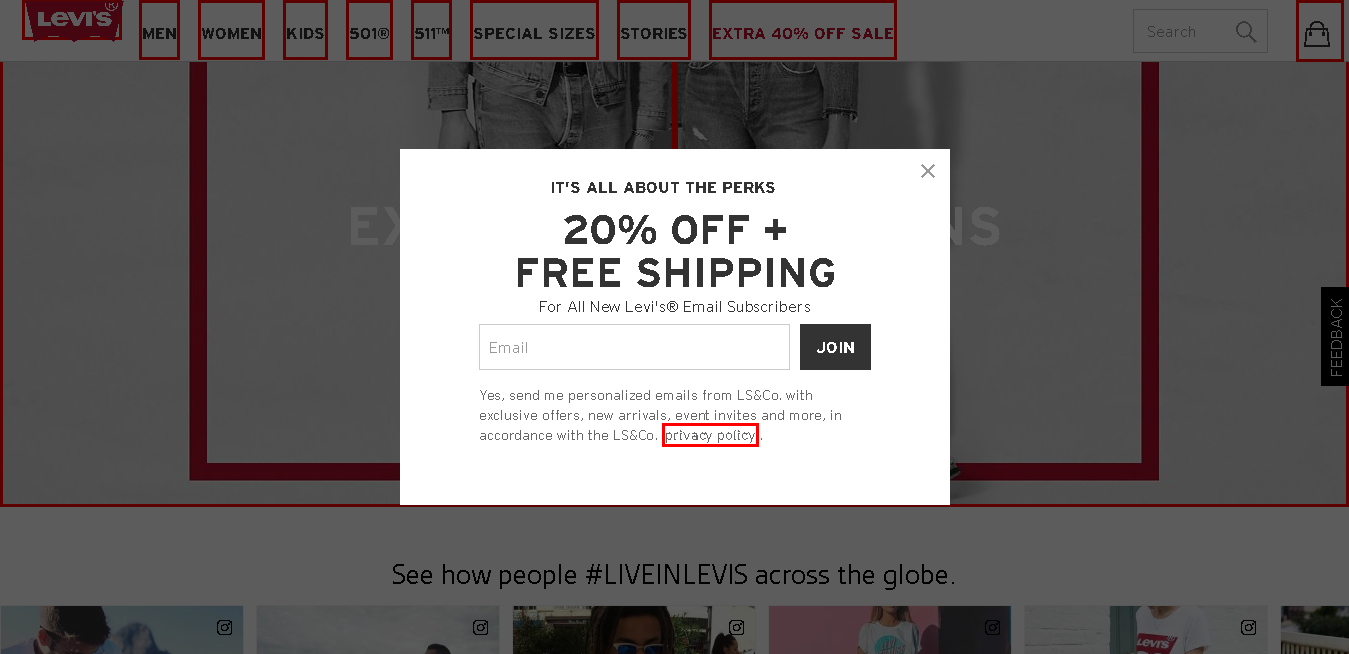 LEVI'S®
MEN
WOMEN
KIDS
501®
511™
SPECIAL SIZES
STORIES
EXTRA 40% OFF SALE
Search
IT'S ALL ABOUT THE PERKS
20% OFF +
FREE SHIPPING
For All New Levi's® Email Subscribers
Email
JOIN
Yes, send me personalized emails from LS&Co. with
exclusive offers, new arrivals, event invites and more, in
accordance with the LS&Co. privacy policy.
FEEDBACK
See how people #LIVEINLEVIS across the globe.
LEVI'S